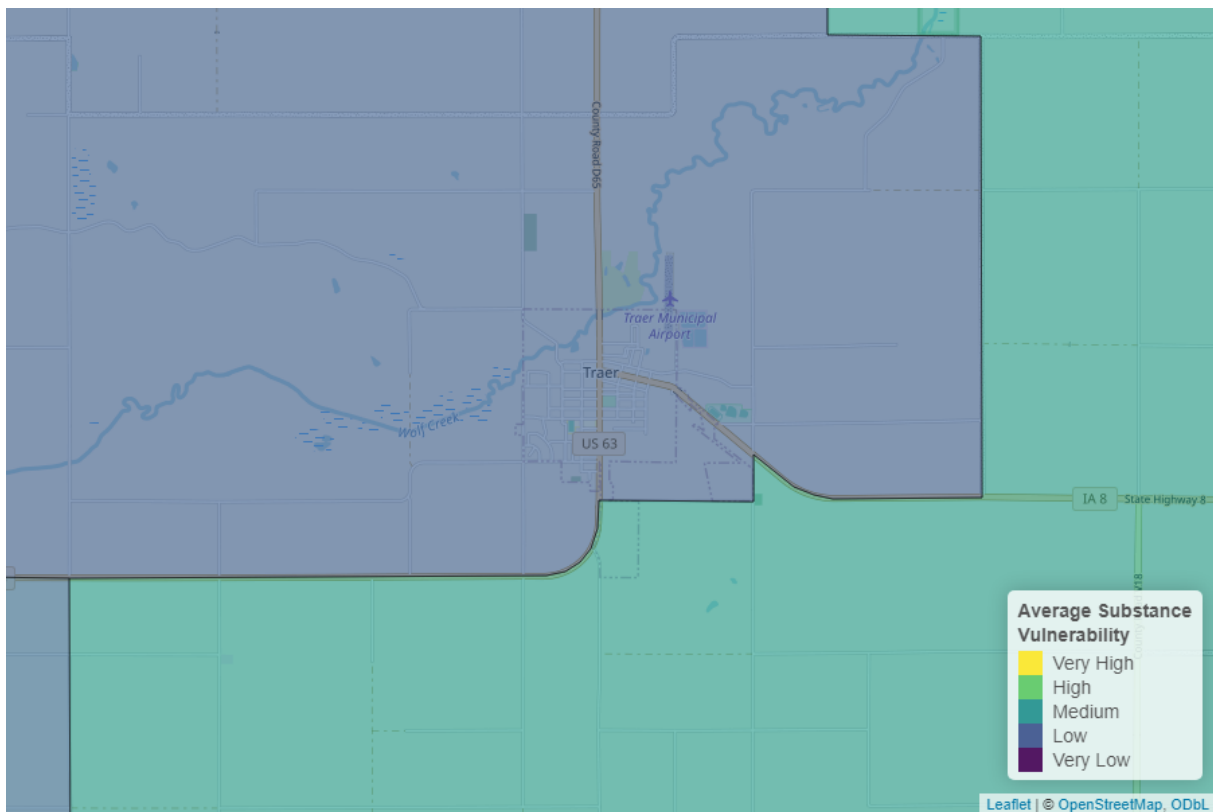 County Road D65
Traer Municipal
Airport
Traer
Wolf Creek
US 63
IA 8
State Highway 8
Average Substance
Vulnerability
Very High
High
Medium
Low
Very Low
Leaflet | © OpenStreetMap, ODbL